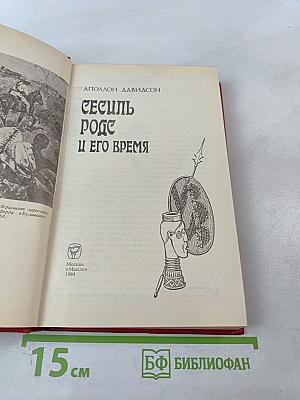 АПОЛЛОН ДАВИДСОН
СЕСИЛЬ
РОДС
И ЕГО ВРЕМЯ
Москва
«Мысль»
1984
15 см
БФ БИБЛИОФАН